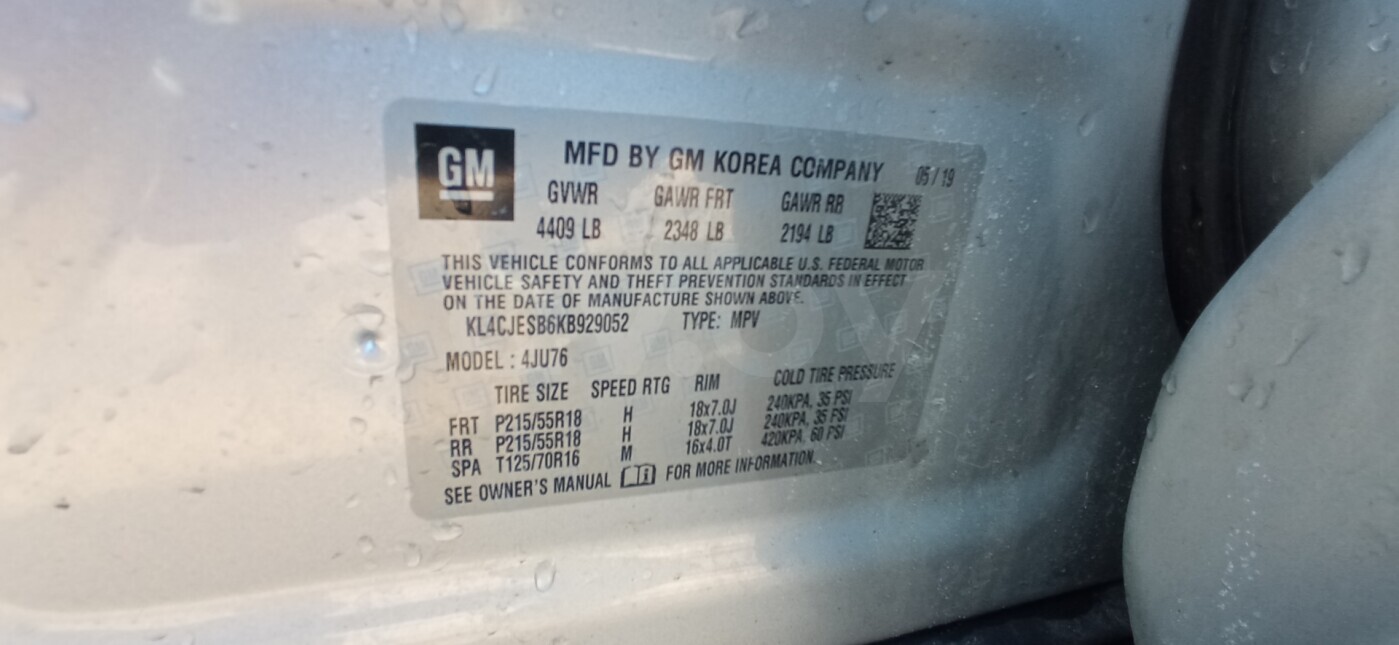 GM
MFD BY GM KOREA COMPANY 05/19
GVWR GAWR FRT GAWR RR
4409 LB 2348 LB 2194 LB
THIS VEHICLE CONFORMS TO ALL APPLICABLE U.S. FEDERAL MOTOR
VEHICLE SAFETY AND THEFT PREVENTION STANDARDS IN EFFECT
ON THE DATE OF MANUFACTURE SHOWN ABOVE.
KL4CJESB6KB929052 TYPE: MPV
MODEL : 4JU76
TIRE SIZE SPEED RTG RIM COLD TIRE PRESSURE
FRT P215/55R18 H 18x7.0J 240KPA, 35 PSI
RR P215/55R18 H 18x7.0J 240KPA, 35 PSI
SPA T125/70R16 M 16x4.0T 420KPA, 60 PSI
SEE OWNER'S MANUAL FOR MORE INFORMATION.